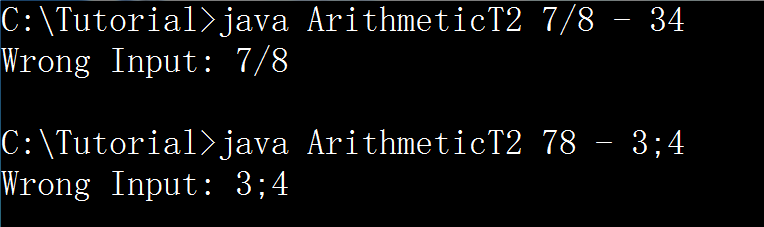 C:\Tutorial>java ArithmeticT2 7/8 - 34
Wrong Input: 7/8
C:\Tutorial>java ArithmeticT2 78 - 3;4
Wrong Input: 3;4